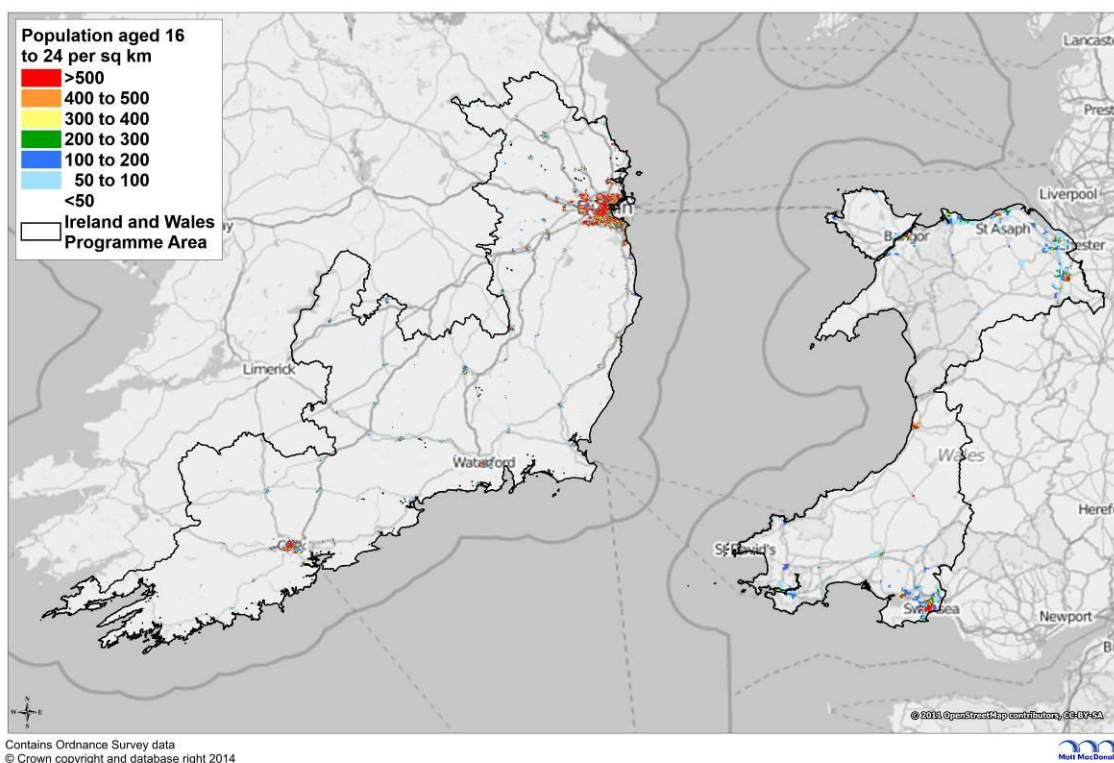 Population aged 16
to 24 per sq km
>500
400 to 500
300 to 400
200 to 300
100 to 200
50 to 100
<50
Ireland and Wales
Programme Area
Lancaster
Liverpool
Bangor
St Asaph
Limerick
Waterford
Wales
St David's
Swansea
Newport
N
W
E
S
© 2011 OpenStreetMap contributors, CC-BY-SA
Contains Ordnance Survey data
© Crown copyright and database right 2014
Mott MacDonald